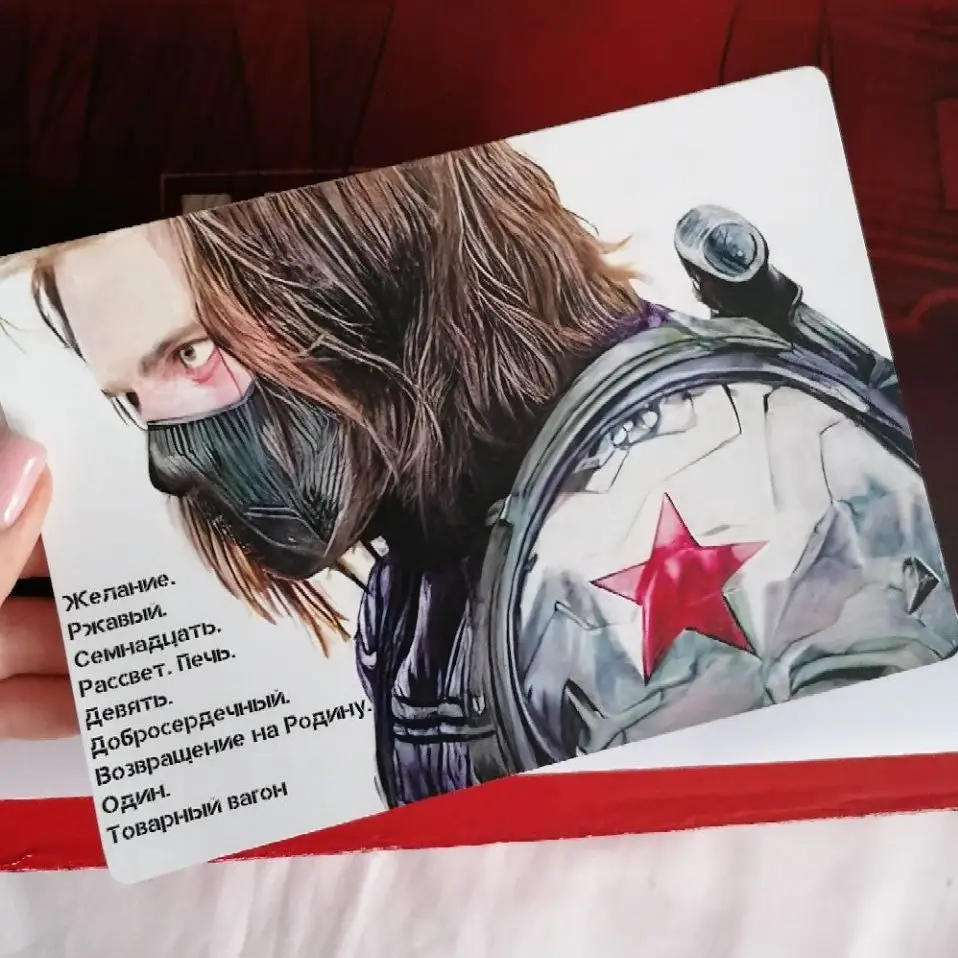 Желание.
Ржавый.
Семнадцать.
Рассвет. Печь.
Девять.
Добросердечный.
Возвращение на Родину.
Один.
Товарный вагон